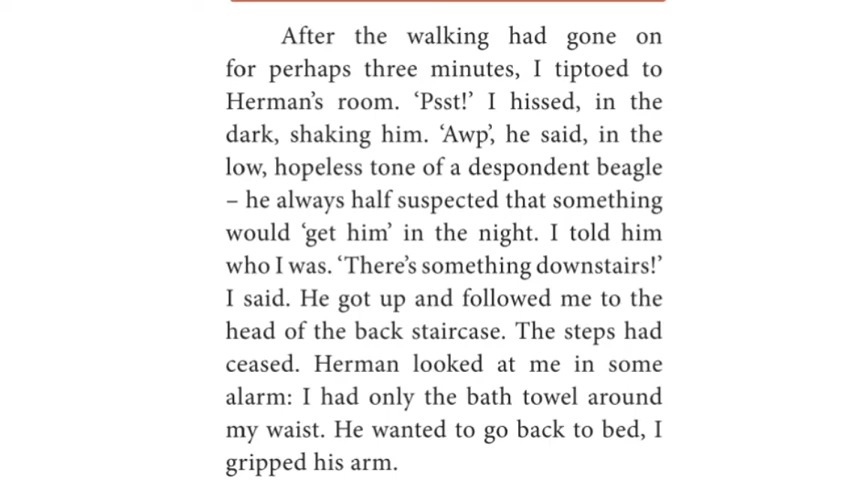 After the walking had gone on
for perhaps three minutes, I tiptoed to
Herman’s room. ‘Psst!’ I hissed, in the
dark, shaking him. ‘Awp’, he said, in the
low, hopeless tone of a despondent beagle
– he always half suspected that something
would ‘get him’ in the night. I told him
who I was. ‘There’s something downstairs!’
I said. He got up and followed me to the
head of the back staircase. The steps had
ceased. Herman looked at me in some
alarm: I had only the bath towel around
my waist. He wanted to go back to bed, I
gripped his arm.